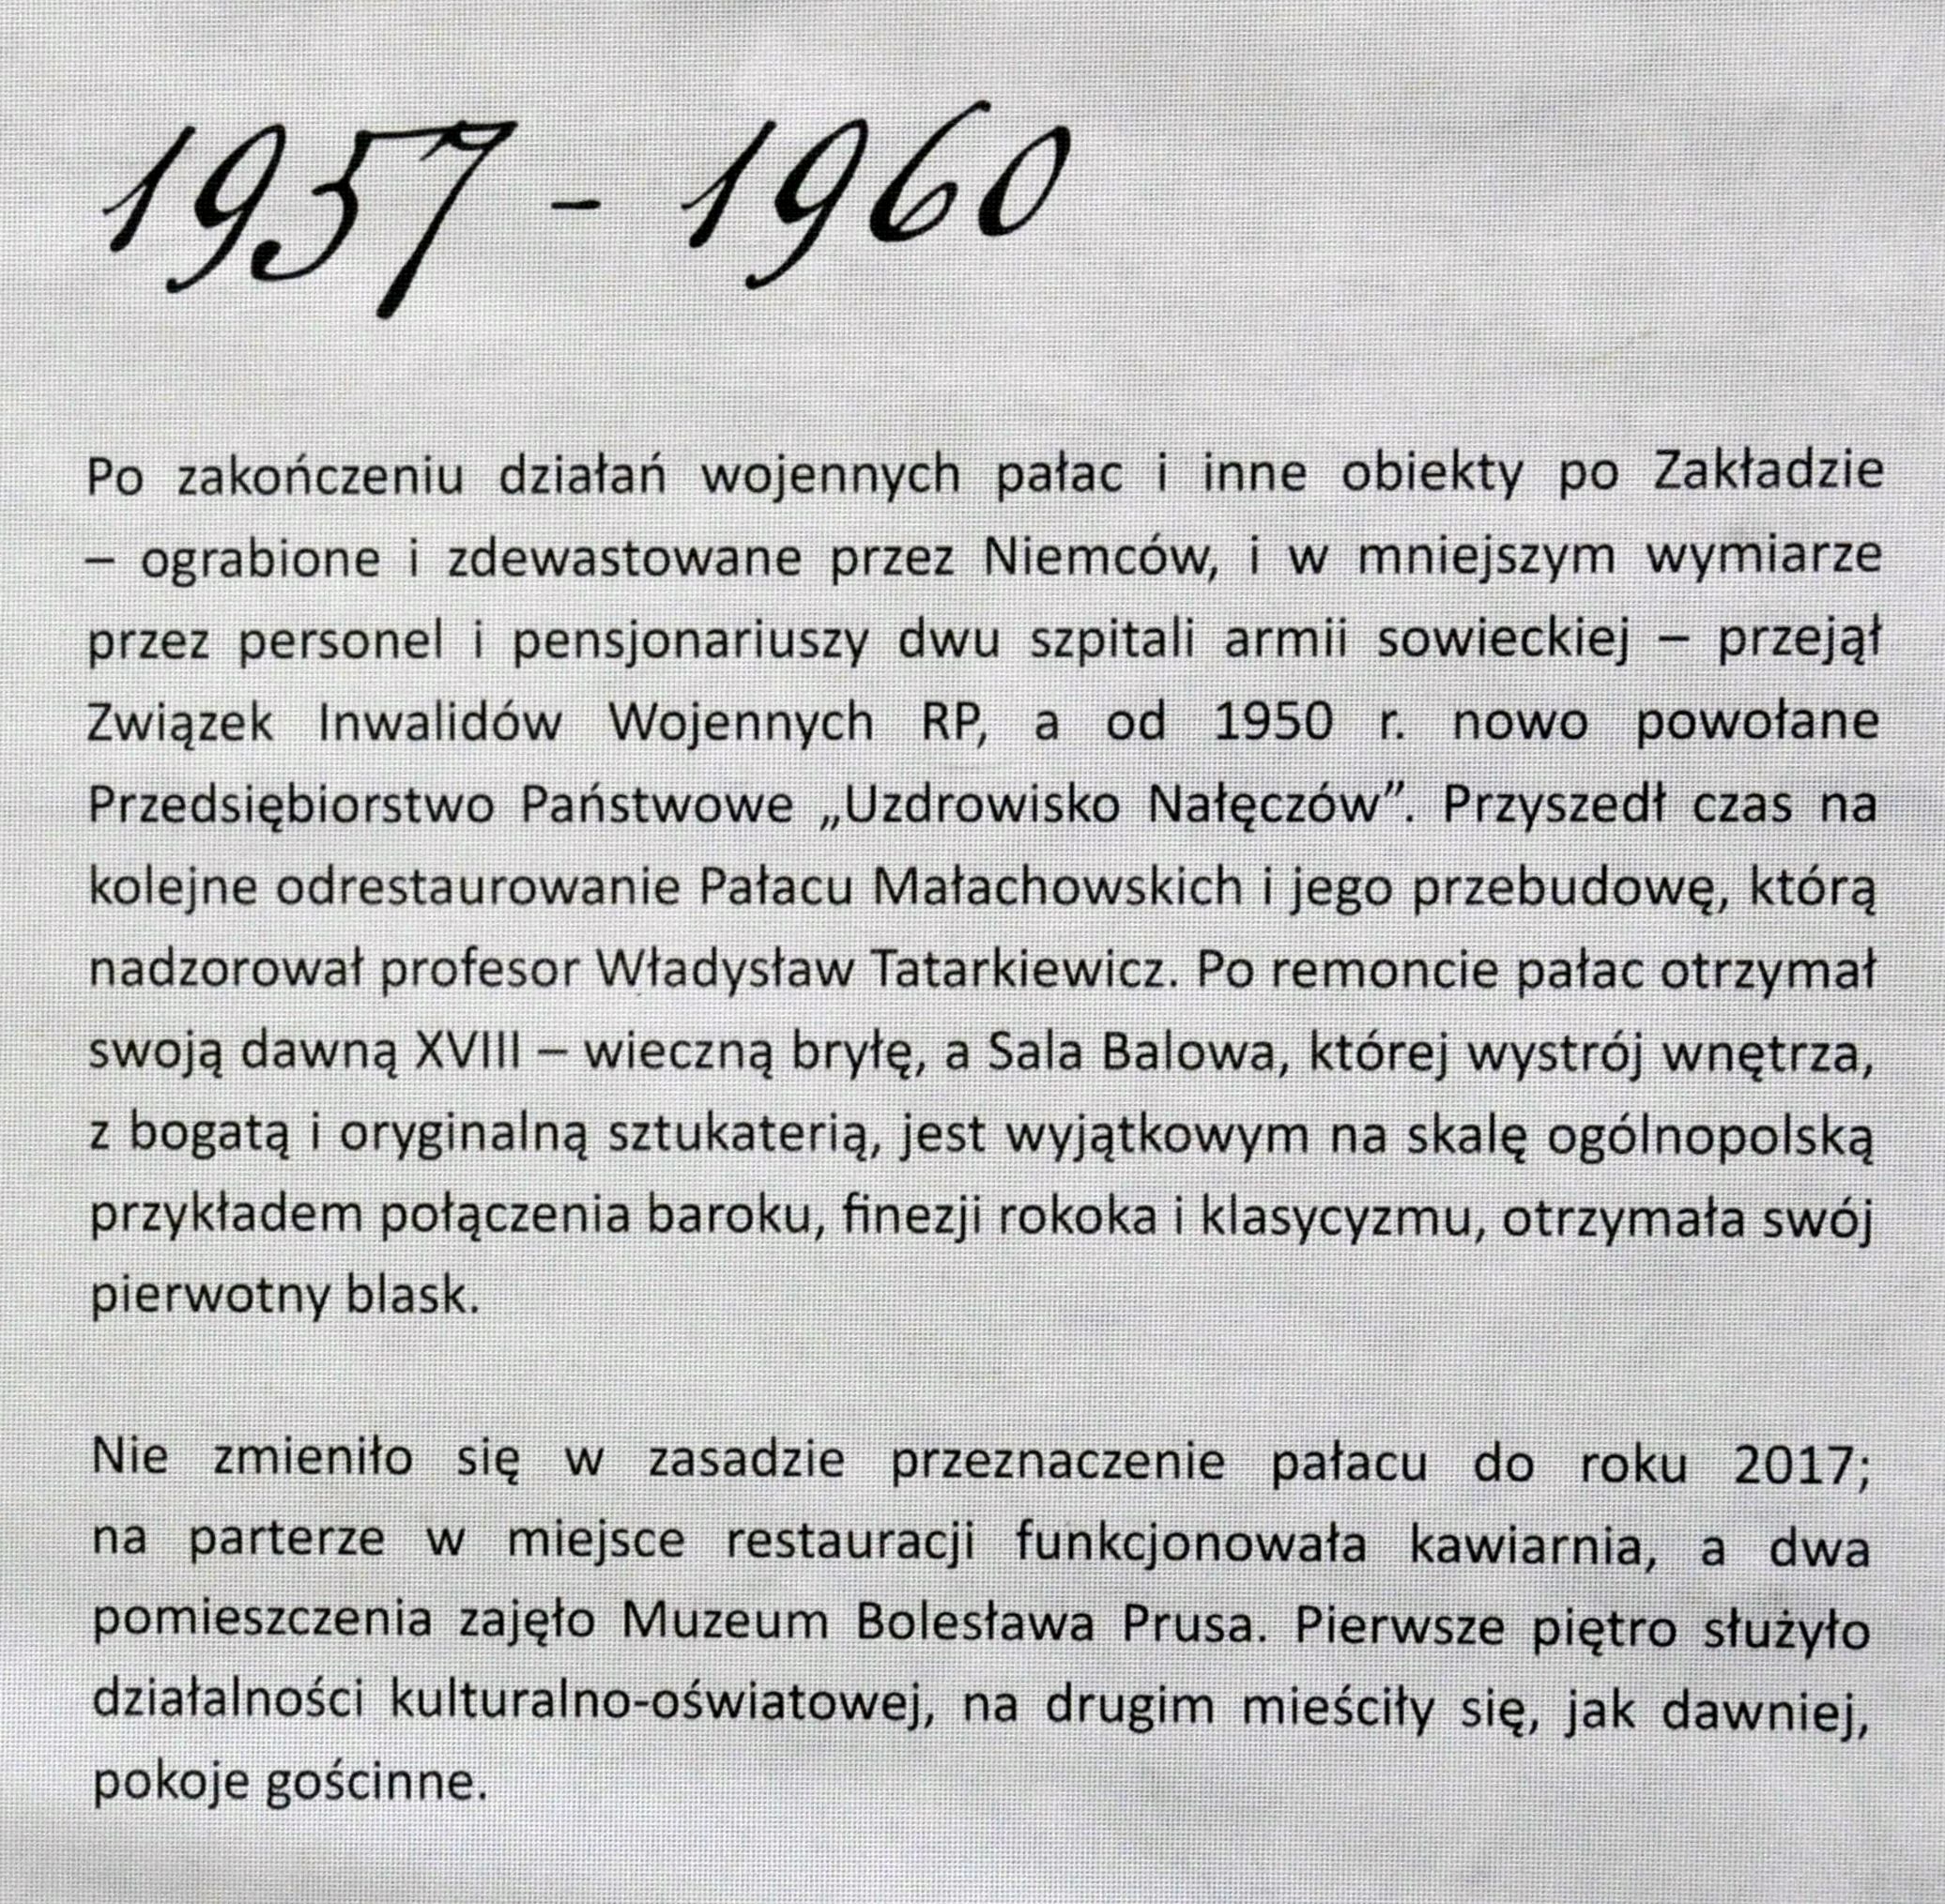 1957 - 1960
Po zakończeniu działań wojennych pałac i inne obiekty po Zakładzie
– ograbione i zdewastowane przez Niemców, i w mniejszym wymiarze
przez personel i pensjonariuszy dwu szpitali armii sowieckiej – przejął
Związek Inwalidów Wojennych RP, a od 1950 r. nowo powołane
Przedsiębiorstwo Państwowe „Uzdrowisko Nałęczów”. Przyszedł czas na
kolejne odrestaurowanie Pałacu Małachowskich i jego przebudowę, którą
nadzorował profesor Władysław Tatarkiewicz. Po remoncie pałac otrzymał
swoją dawną XVIII – wieczną bryłę, a Sala Balowa, której wystrój wnętrza,
z bogatą i oryginalną sztukaterią, jest wyjątkowym na skalę ogólnopolską
przykładem połączenia baroku, finezji rokoka i klasycyzmu, otrzymała swój
pierwotny blask.
Nie zmieniło się w zasadzie przeznaczenie pałacu do roku 2017;
na parterze w miejsce restauracji funkcjonowała kawiarnia, a dwa
pomieszczenia zajęło Muzeum Bolesława Prusa. Pierwsze piętro służyło
działalności kulturalno-oświatowej, na drugim mieściły się, jak dawniej,
pokoje gościnne.